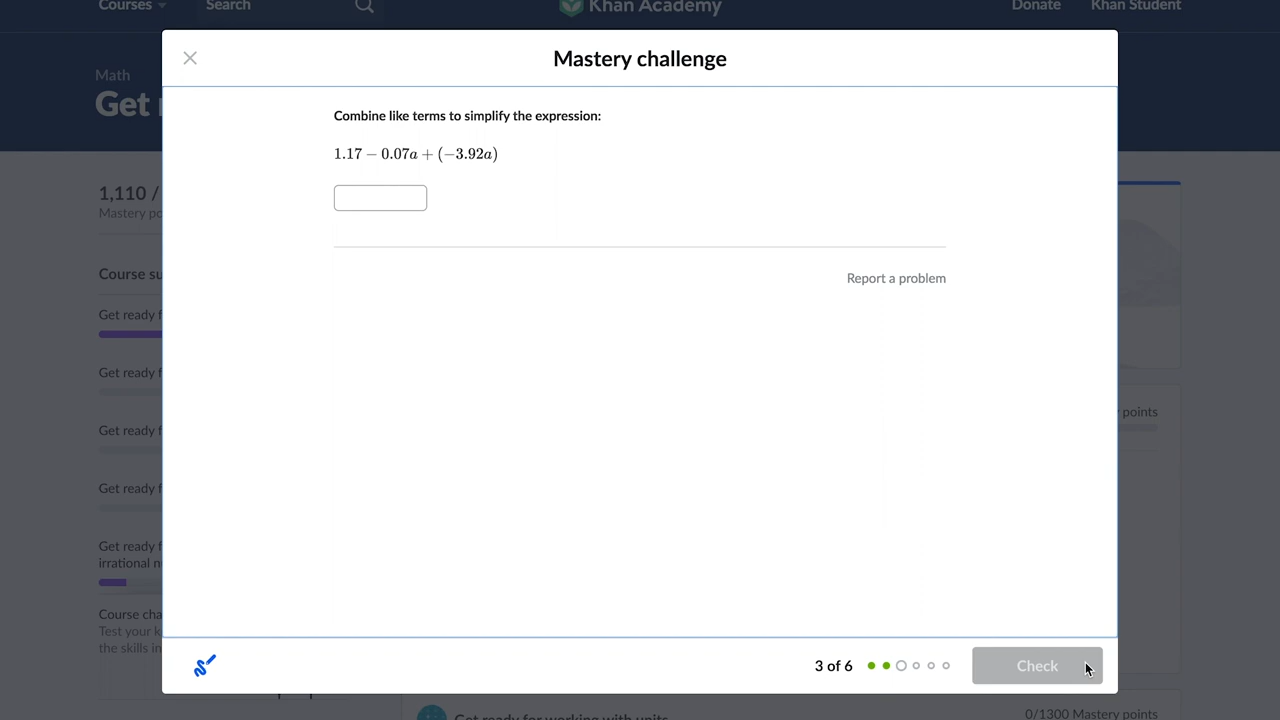 Courses
Search
Khan Academy
Donate
Khan Student
Mastery challenge
Math
Get
Combine like terms to simplify the expression:
1.17 − 0.07a + (−3.92a)
1,110 /
Mastery po
Report a problem
Course su
Get ready f
Get ready f
points
Get ready f
Get ready f
Get ready f
irrational n
Course cha
Test your k
the skills in
3 of 6
Check
Get ready for working with units
0/1300 Mastery points